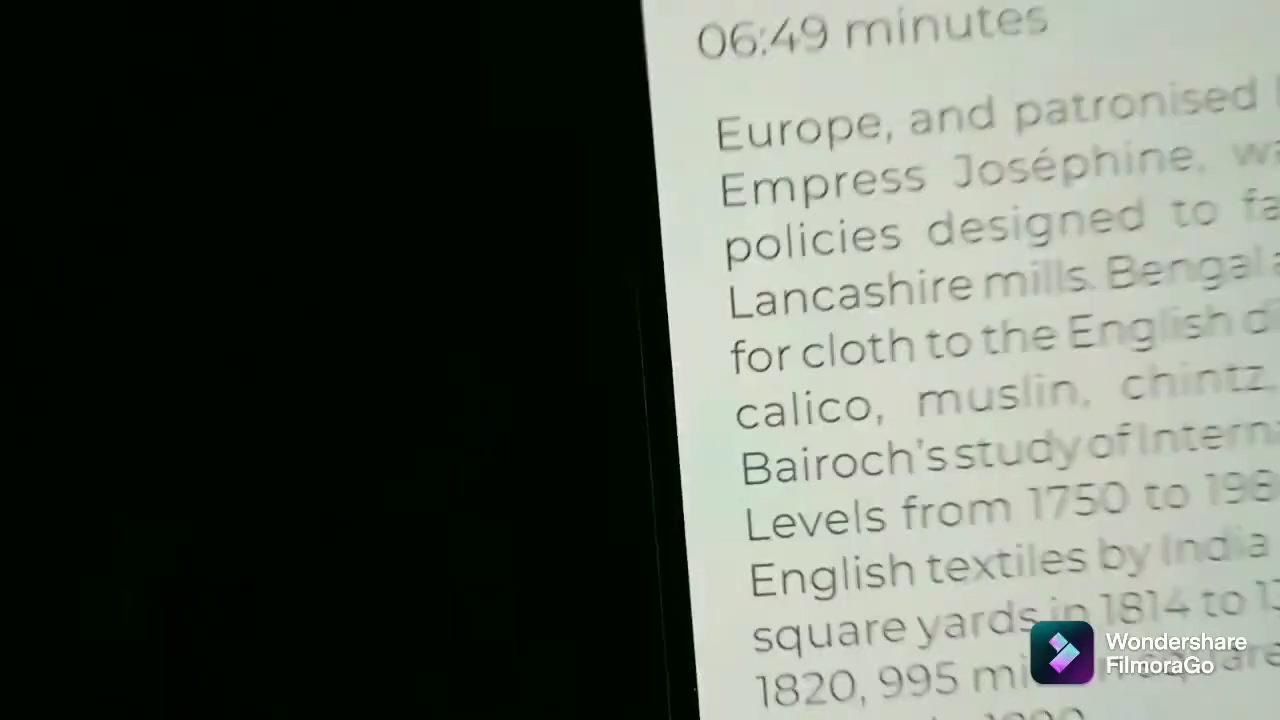 06:49 minutes
Europe, and patronised
Empress Joséphine,
policies designed to
Lancashire mills. Bengal
for cloth to the English
calico, muslin, chintz,
Bairoch's study of
Levels from 1750 to
English textiles by India
square yards in 1814 to
1820, 995
Wondershare
FilmoraGo